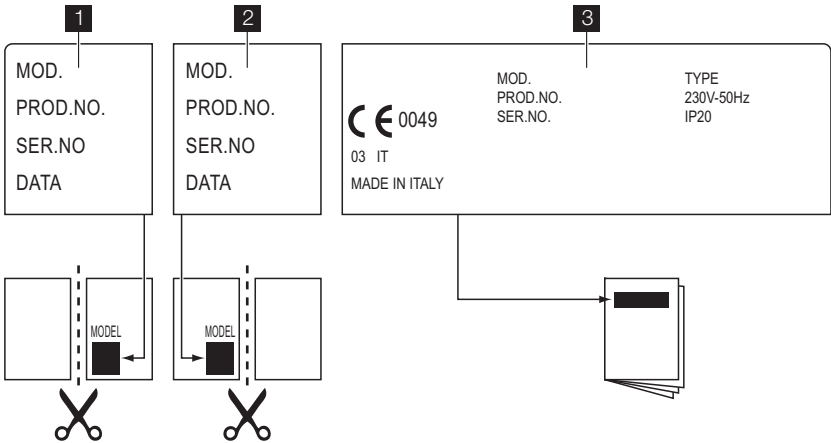 1
MOD.
PROD.NO.
SER.NO
DATA
MODEL
2
MOD.
PROD.NO.
SER.NO
DATA
MODEL
3
CE 0049
03 IT
MADE IN ITALY
MOD.
PROD.NO.
SER.NO.
TYPE
230V-50Hz
IP20